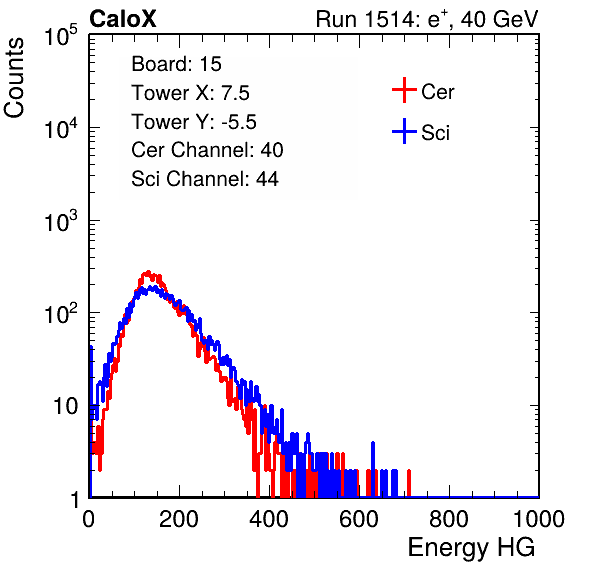 CaloX Run 1514: e⁺, 40 GeV
Counts
Board: 15
Tower X: 7.5
Tower Y: -5.5
Cer Channel: 40
Sci Channel: 44
Cer
Sci
10⁵
10⁴
10³
10²
10
1
0 200 400 600 800 1000
Energy HG